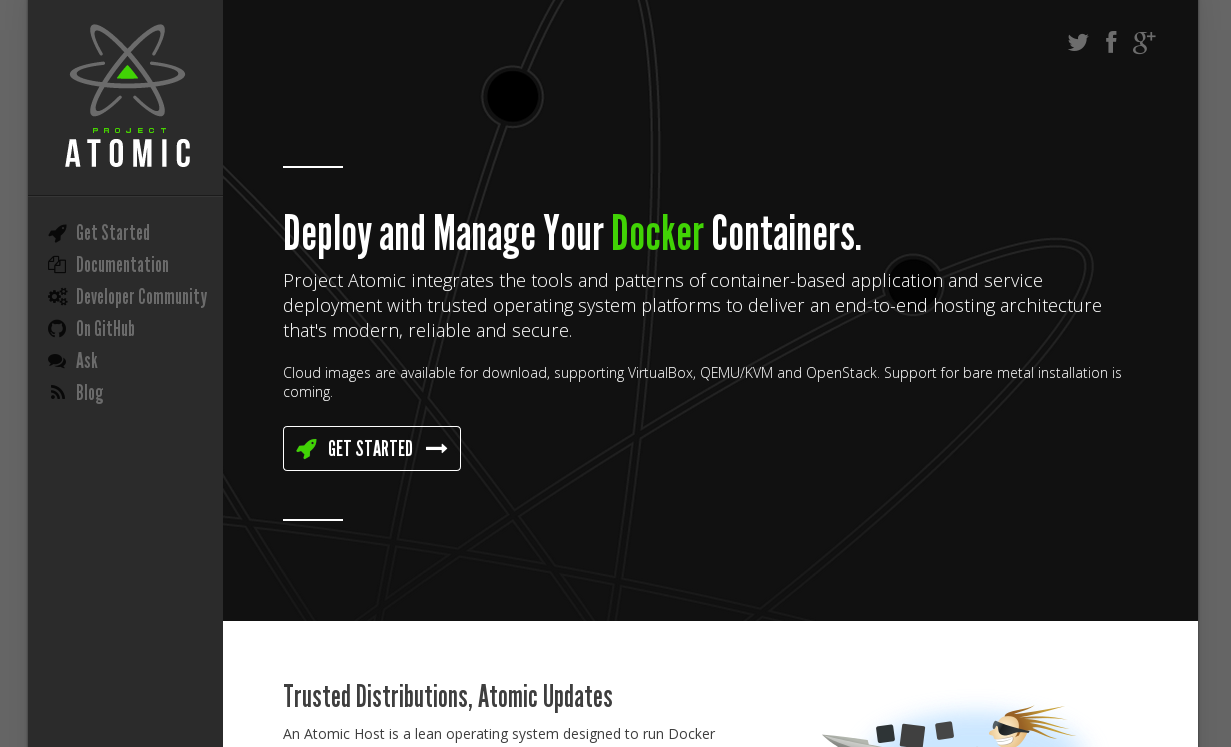 PROJECT
ATOMIC
Get Started
Documentation
Developer Community
On GitHub
Ask
Blog
Deploy and Manage Your Docker Containers.
Project Atomic integrates the tools and patterns of container-based application and service
deployment with trusted operating system platforms to deliver an end-to-end hosting architecture
that's modern, reliable and secure.
Cloud images are available for download, supporting VirtualBox, QEMU/KVM and OpenStack. Support for bare metal installation is
coming.
GET STARTED
Trusted Distributions, Atomic Updates
An Atomic Host is a lean operating system designed to run Docker